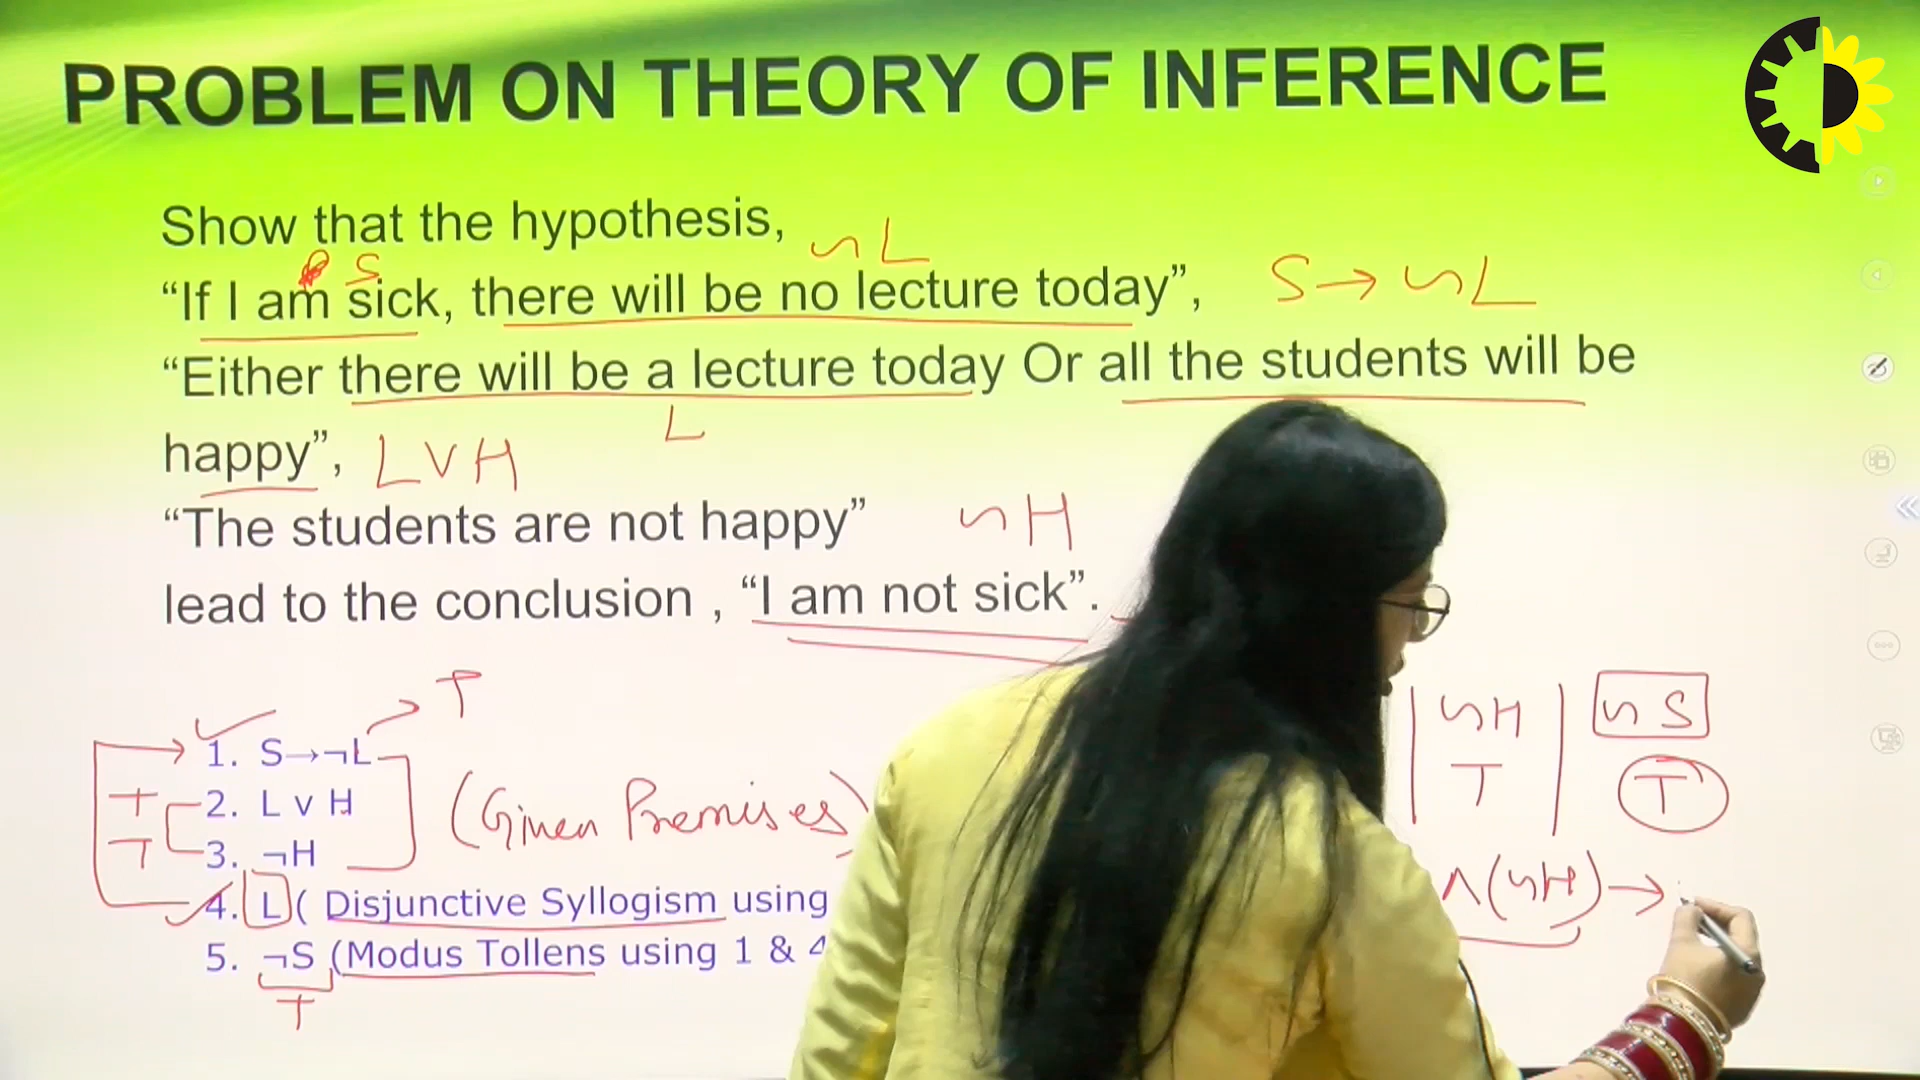 PROBLEM ON THEORY OF INFERENCE
Show that the hypothesis,
S ¬L
“If I am sick, there will be no lecture today”, S → ¬L
“Either there will be a lecture today Or all the students will be
L
happy”, L V H
“The students are not happy” ¬H
lead to the conclusion , “I am not sick”.
T
1. S→¬L
T 2. L v H (Given Premises)
T 3. ¬H
4. L ( Disjunctive Syllogism using
5. ¬S (Modus Tollens using 1 & 4
T
¬H ¬S
T T
∧ (¬H) →